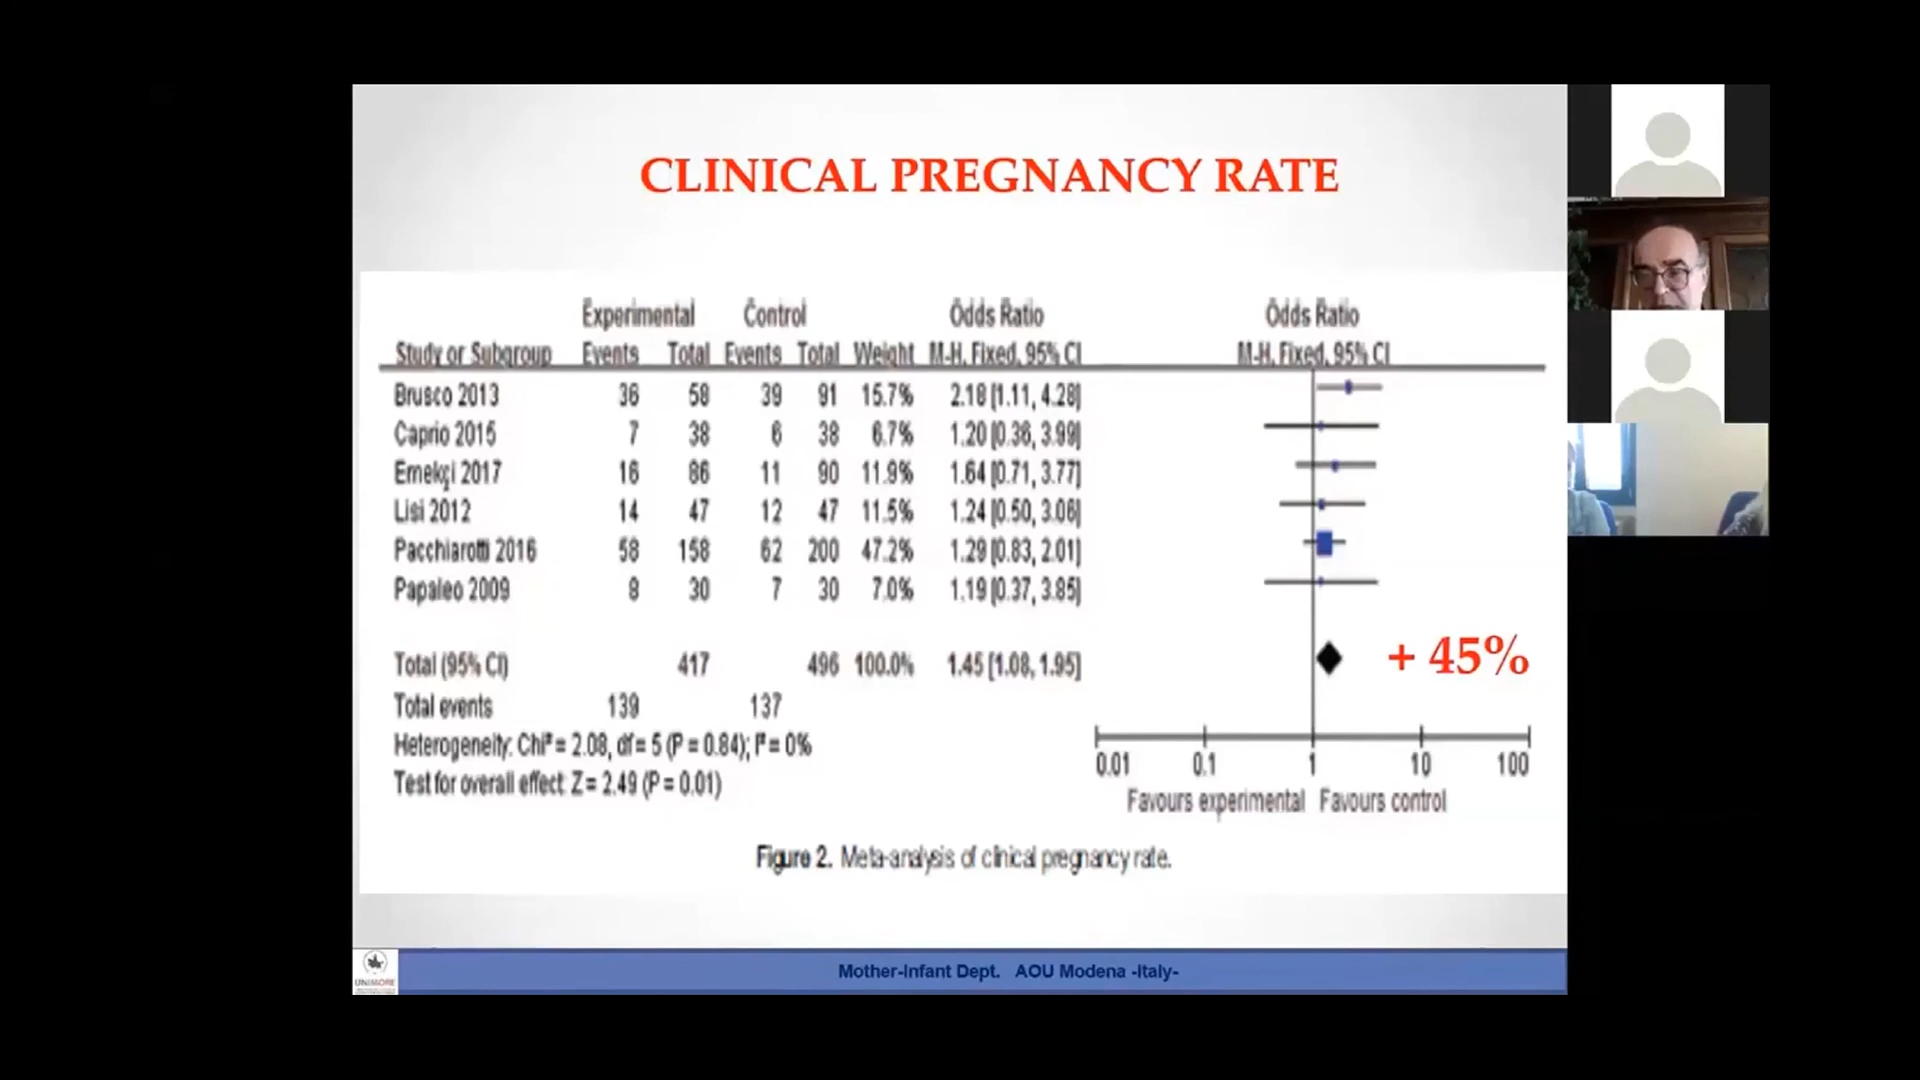 CLINICAL PREGNANCY RATE
Experimental Control Odds Ratio Odds Ratio
Study or Subgroup Events Total Events Total Weight M-H, Fixed, 95% CI M-H, Fixed, 95% CI
Brusco 2013 36 58 39 91 15.7% 2.18 [1.11, 4.28]
Caprio 2015 7 38 6 38 6.7% 1.20 [0.36, 3.99]
Emekçi 2017 16 86 11 90 11.9% 1.64 [0.71, 3.77]
Lisi 2012 14 47 12 47 11.5% 1.24 [0.50, 3.06]
Pacchiarotti 2016 58 158 62 200 47.2% 1.29 [0.83, 2.01]
Papaleo 2009 8 30 7 30 7.0% 1.19 [0.37, 3.85]
Total (95% CI) 417 496 100.0% 1.45 [1.08, 1.95] + 45%
Total events 139 137
Heterogeneity: Chi² = 2.08, df = 5 (P = 0.84); I² = 0%
Test for overall effect: Z = 2.49 (P = 0.01)
0.01 0.1 1 10 100
Favours experimental Favours control
Figure 2. Meta-analysis of clinical pregnancy rate.
UNIMORE
Mother-Infant Dept. AOU Modena -Italy-